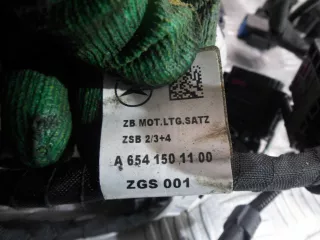 ZB.MOT.LTG.SATZ
ZSB 2/3+4
A 654 150 11 00
ZGS 001